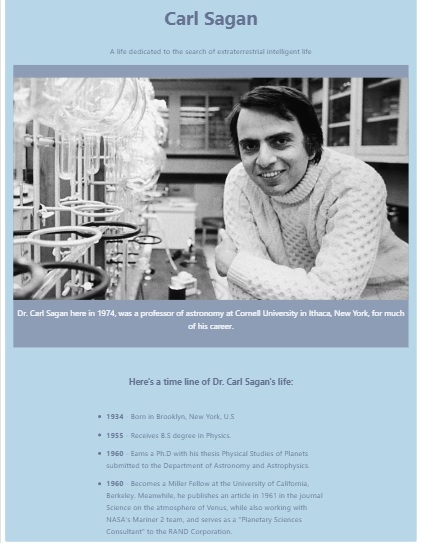 Carl Sagan
A life dedicated to the search of extraterrestrial intelligent life
Dr. Carl Sagan here in 1974, was a professor of astronomy at Cornell University in Ithaca, New York, for much
of his career.
Here's a time line of Dr. Carl Sagan's life:
• 1934 - Born in Brooklyn, New York, U.S
• 1955 - Receives B.S degree in Physics.
• 1960 - Earns a Ph.D with his thesis Physical Studies of Planets
submitted to the Department of Astronomy and Astrophysics.
• 1960 - Becomes a Miller Fellow at the University of California,
Berkeley. Meanwhile, he publishes an article in 1961 in the journal
Science on the atmosphere of Venus, while also working with
NASA's Mariner 2 team, and serves as a "Planetary Sciences
Consultant" to the RAND Corporation.